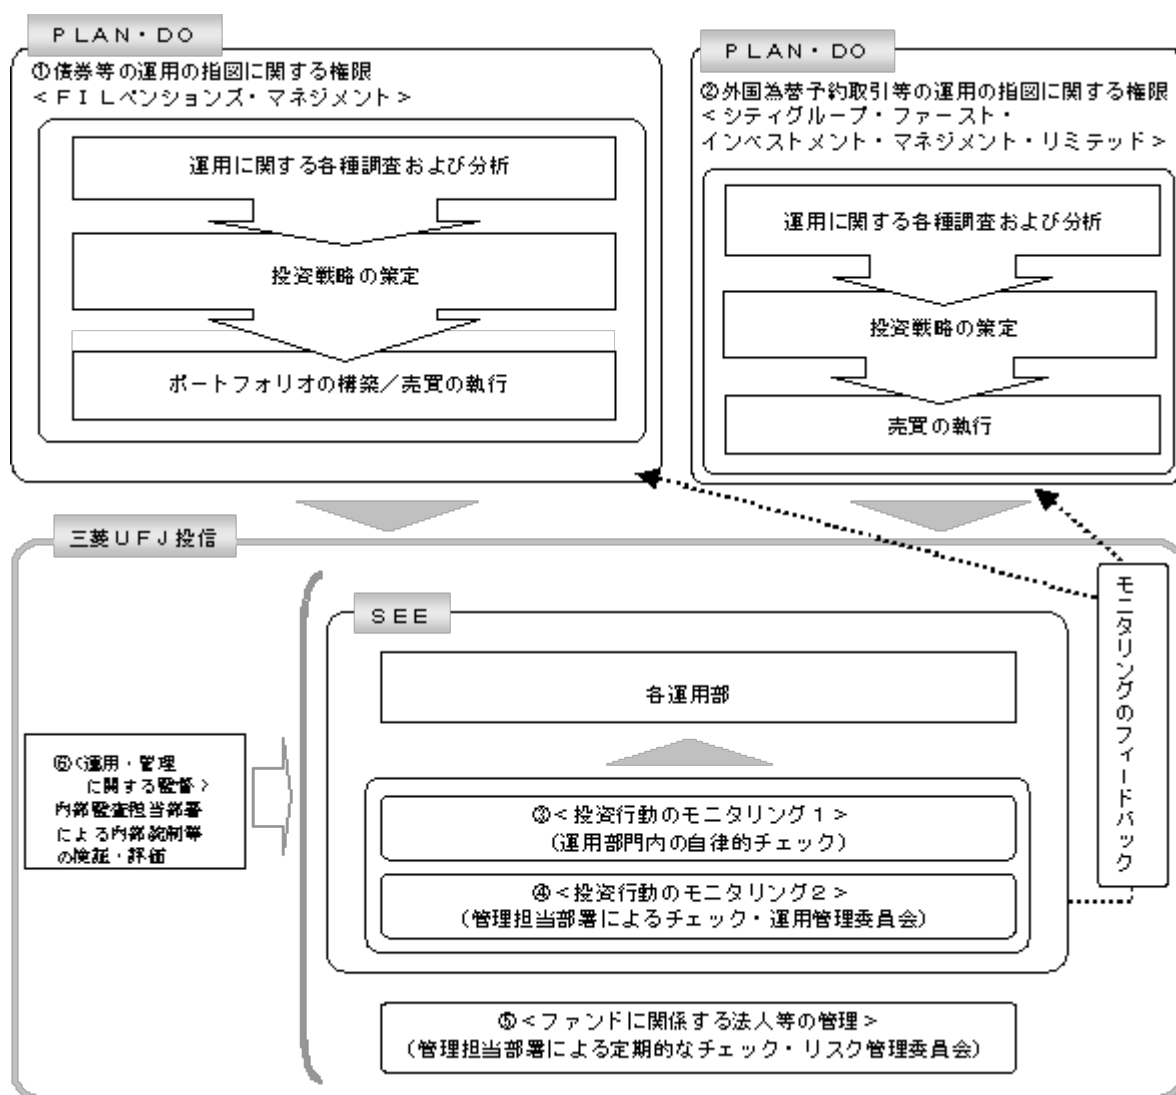 ＰＬＡＮ・ＤＯ
①債券等の運用の指図に関する権限
＜ＦＩＬペンションズ・マネジメント＞
運用に関する各種調査および分析
投資戦略の策定
ポートフォリオの構築／売買の執行
ＰＬＡＮ・ＤＯ
②外国為替予約取引等の運用の指図に関する権限
＜シティグループ・ファースト・
インベストメント・マネジメント・リミテッド＞
運用に関する各種調査および分析
投資戦略の策定
売買の執行
三菱ＵＦＪ投信
ＳＥＥ
各運用部
③＜投資行動のモニタリング１＞
（運用部門内の自律的チェック）
④＜投資行動のモニタリング２＞
（管理担当部署によるチェック・運用管理委員会）
⑤＜ファンドに関係する法人等の管理＞
（管理担当部署による定期的なチェック・リスク管理委員会）
⑥＜運用・管理
に関する監督＞
内部監査担当部署
による内部統制等
の検証・評価
モニタリングのフィードバック